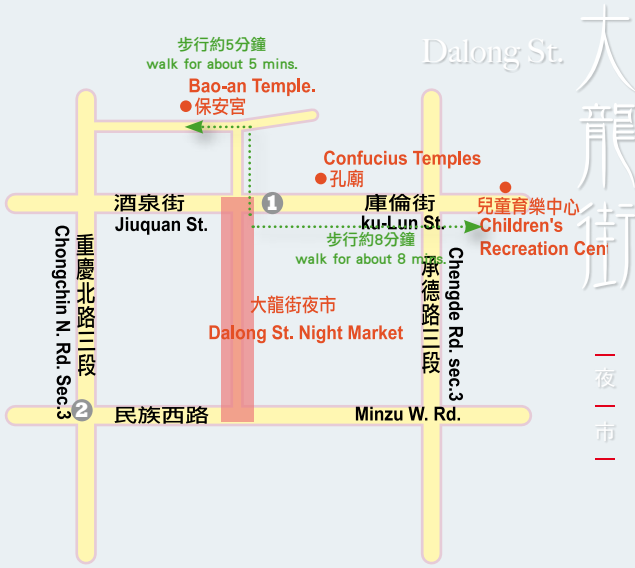 步行約5分鐘
walk for about 5 mins.
Bao-an Temple.
保安宮
Dalong St.
大龍街
夜市
Confucius Temples
孔廟
酒泉街
Jiuquan St.
1
庫倫街
ku-Lun St.
兒童育樂中心
Children's
Recreation Cen
步行約8分鐘
walk for about 8 mins.
重慶北路三段
Chongchin N. Rd. Sec.3
大龍街夜市
Dalong St. Night Market
承德路三段
Chengde Rd. sec.3
2
民族西路
Minzu W. Rd.